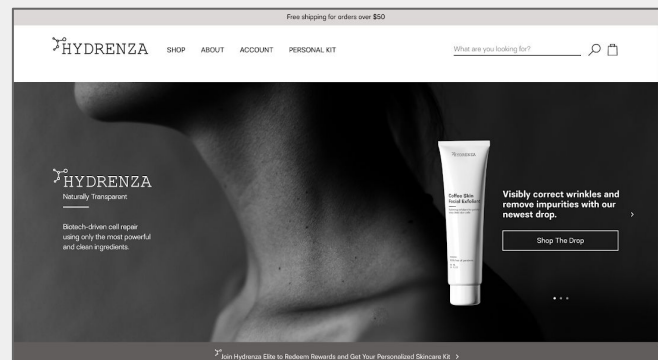 Free shipping for orders over $50
HYDRENZA
SHOP
ABOUT
ACCOUNT
PERSONAL KIT
What are you looking for?
HYDRENZA
Naturally Transparent
Biotech-driven cell repair
using only the most powerful
and clean ingredients.
HYDRENZA
Coffee Skin
Facial Exfoliant
Visibly correct wrinkles and
remove impurities with our
newest drop.
Shop The Drop
Join Hydrenza Elite to Redeem Rewards and Get Your Personalized Skincare Kit >